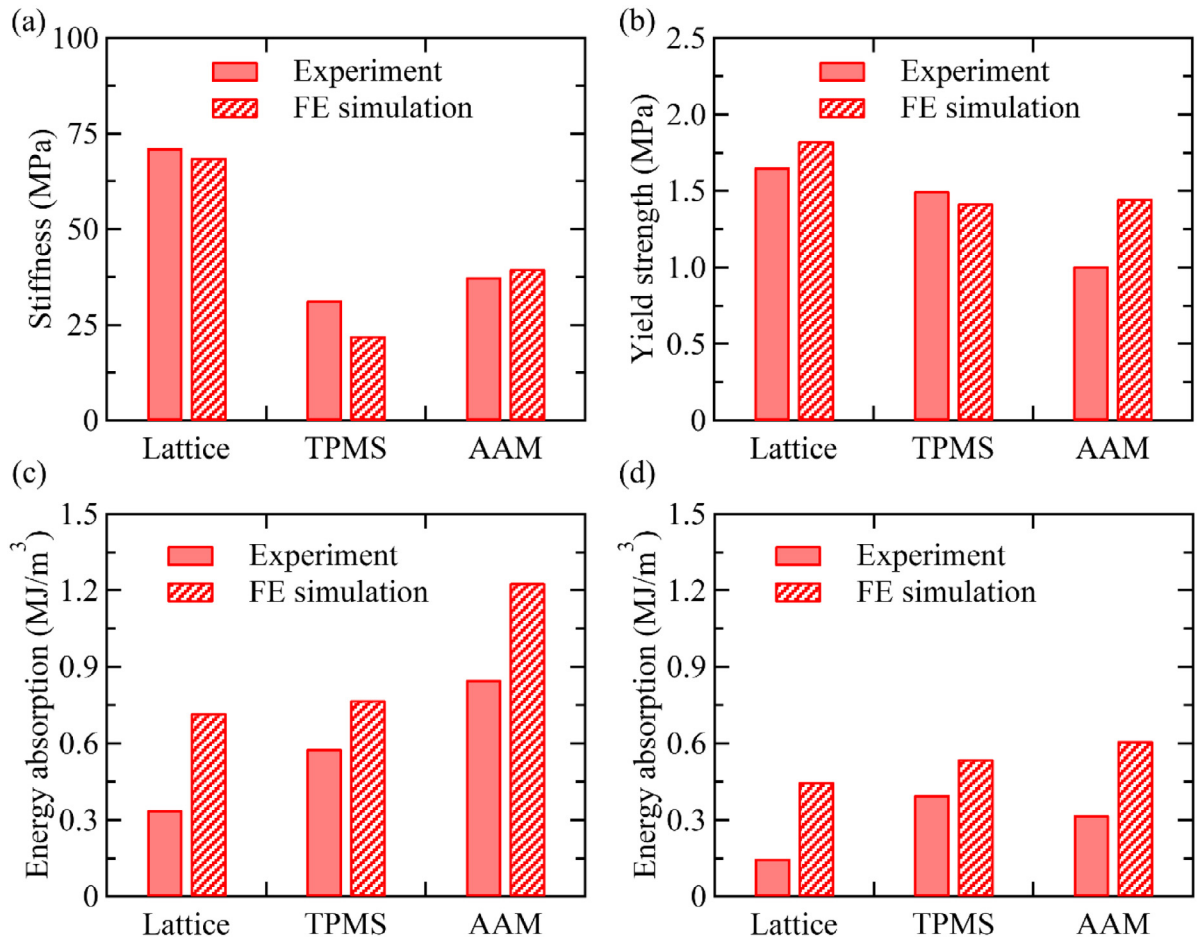 (a)
100
75
50
25
0
Stiffness (MPa)
Experiment
FE simulation
Lattice TPMS AAM
(b)
2.5
2.0
1.5
1.0
0.5
0
Yield strength (MPa)
Experiment
FE simulation
Lattice TPMS AAM
(c)
1.5
1.2
0.9
0.6
0.3
0
Energy absorption (MJ/m³)
Experiment
FE simulation
Lattice TPMS AAM
(d)
1.5
1.2
0.9
0.6
0.3
0
Energy absorption (MJ/m³)
Experiment
FE simulation
Lattice TPMS AAM